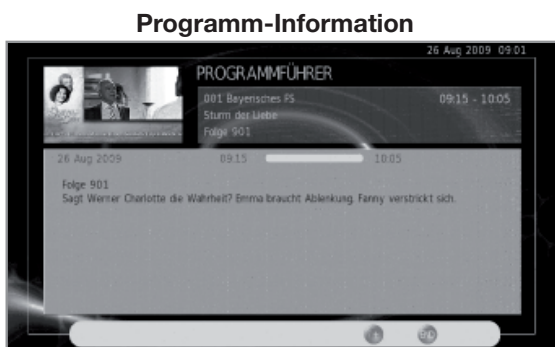 Programm-Information
26 Aug 2009 09:01
PROGRAMMFÜHRER
001 Bayerisches FS 09:15 - 10:05
Sturm der Liebe
Folge 901
26 Aug 2009 09:15 10:05
Folge 901
Sagt Werner Charlotte die Wahrheit? Emma braucht Ablenkung. Fanny verstrickt sich.
END